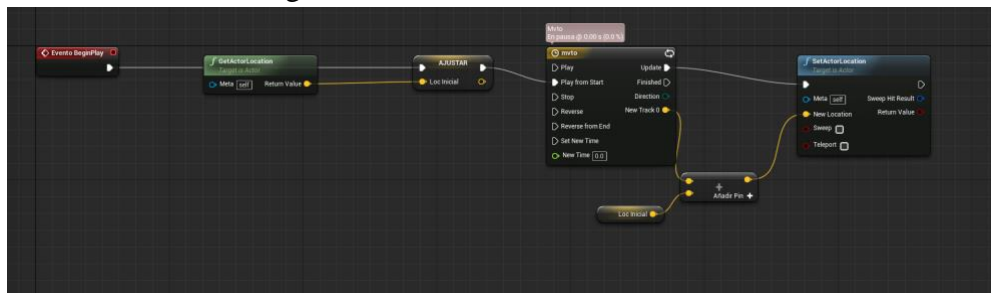 Mvto
En pausa @ 0.00 s (0.0 %)
Evento BeginPlay
GetActorLocation
Target is Actor
Meta self Return Value
AJUSTAR
Loc Inicial
mvto
Play Update
Play from Start Finished
Stop Direction
Reverse New Track 0
Reverse from End
Set New Time
New Time 0.0
SetActorLocation
Target is Actor
Meta self Sweep Hit Result
New Location Return Value
Sweep
Teleport
Añadir Pin
Loc Inicial